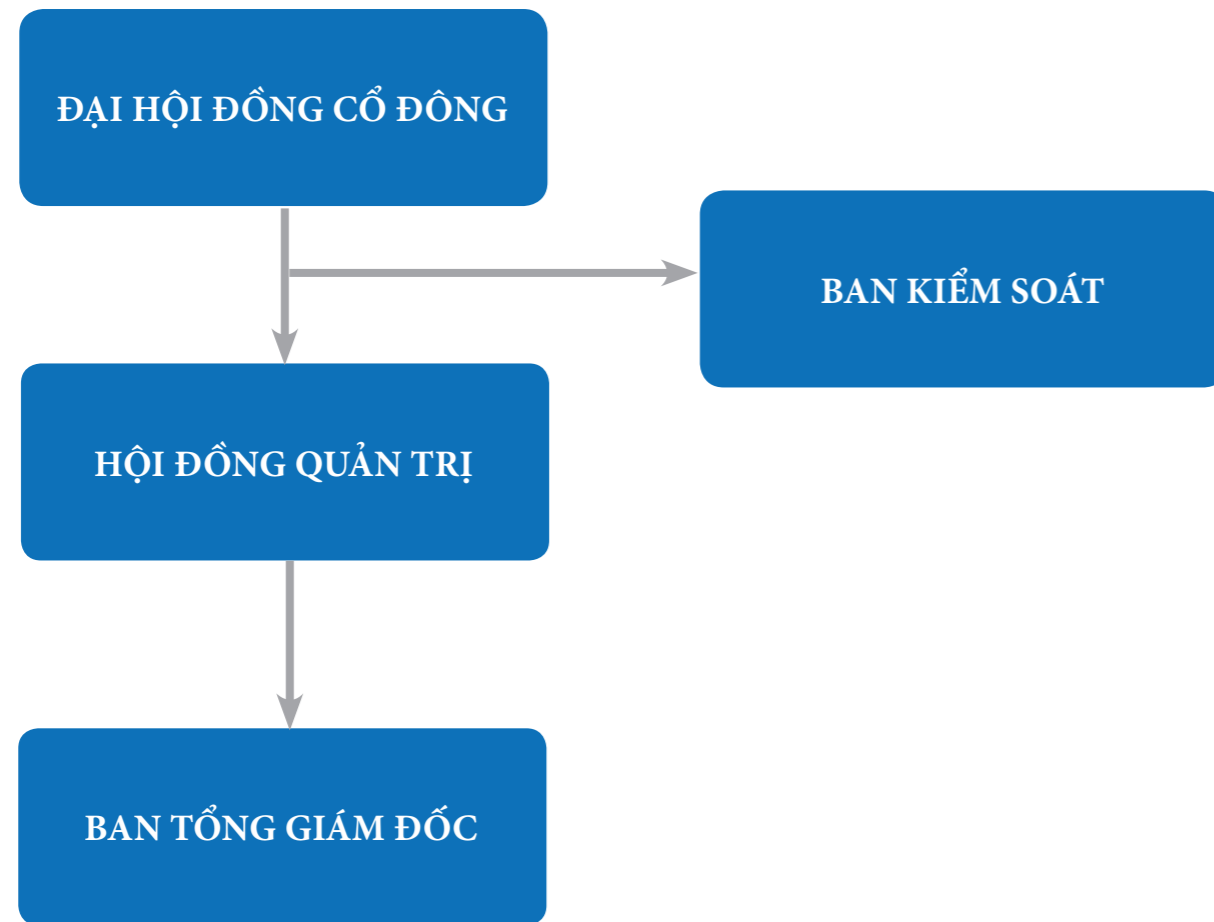 ĐẠI HỘI ĐỒNG CỔ ĐÔNG
BAN KIỂM SOÁT
HỘI ĐỒNG QUẢN TRỊ
BAN TỔNG GIÁM ĐỐC